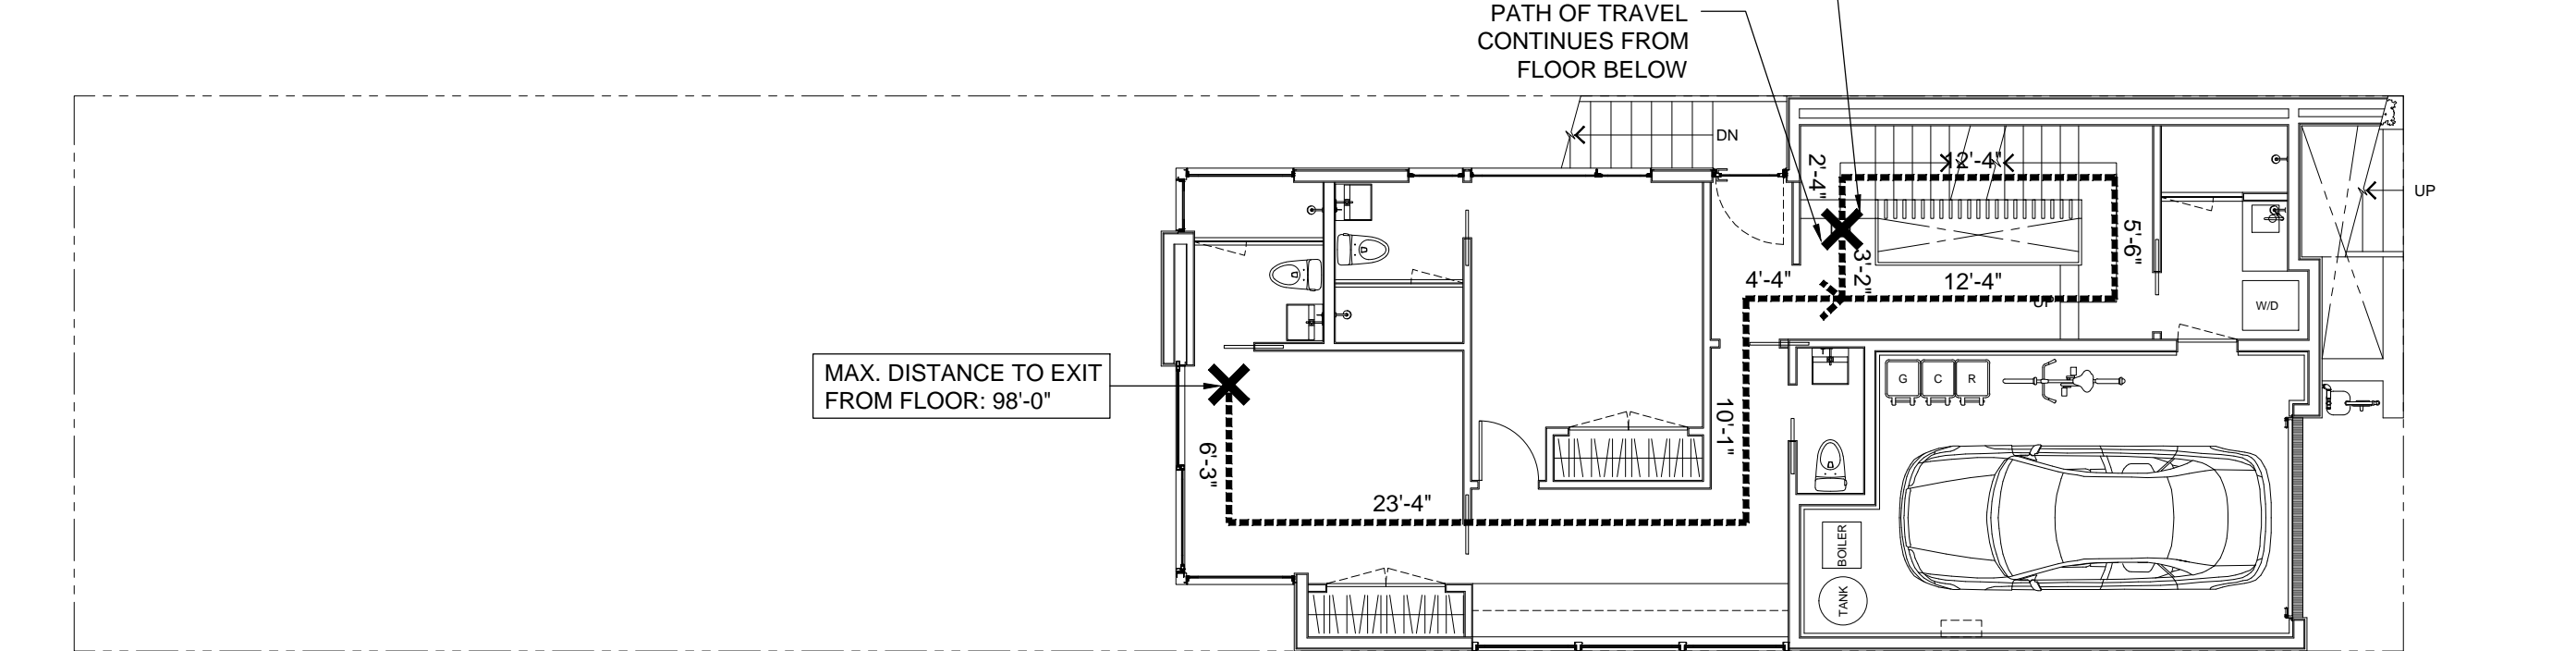 PATH OF TRAVEL
CONTINUES FROM
FLOOR BELOW
DN
12'-4"
2'-4"
UP
5'-6"
3'-2"
4'-4"
12'-4"
UP
W/D
MAX. DISTANCE TO EXIT
FROM FLOOR: 98'-0"
G
C
R
10'-1"
6'-3"
23'-4"
BOILER
TANK